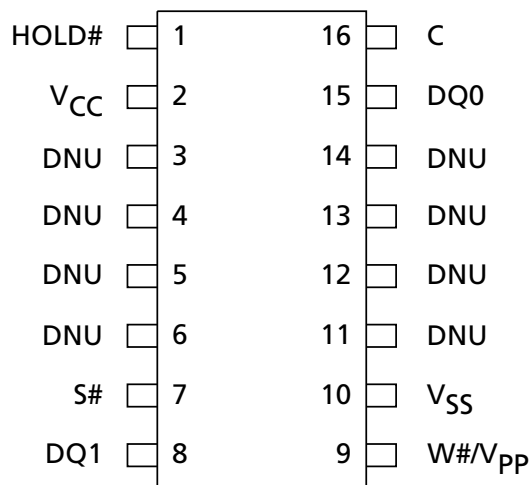 HOLD# 1 16 C
VCC 2 15 DQ0
DNU 3 14 DNU
DNU 4 13 DNU
DNU 5 12 DNU
DNU 6 11 DNU
S# 7 10 VSS
DQ1 8 9 W#/VPP